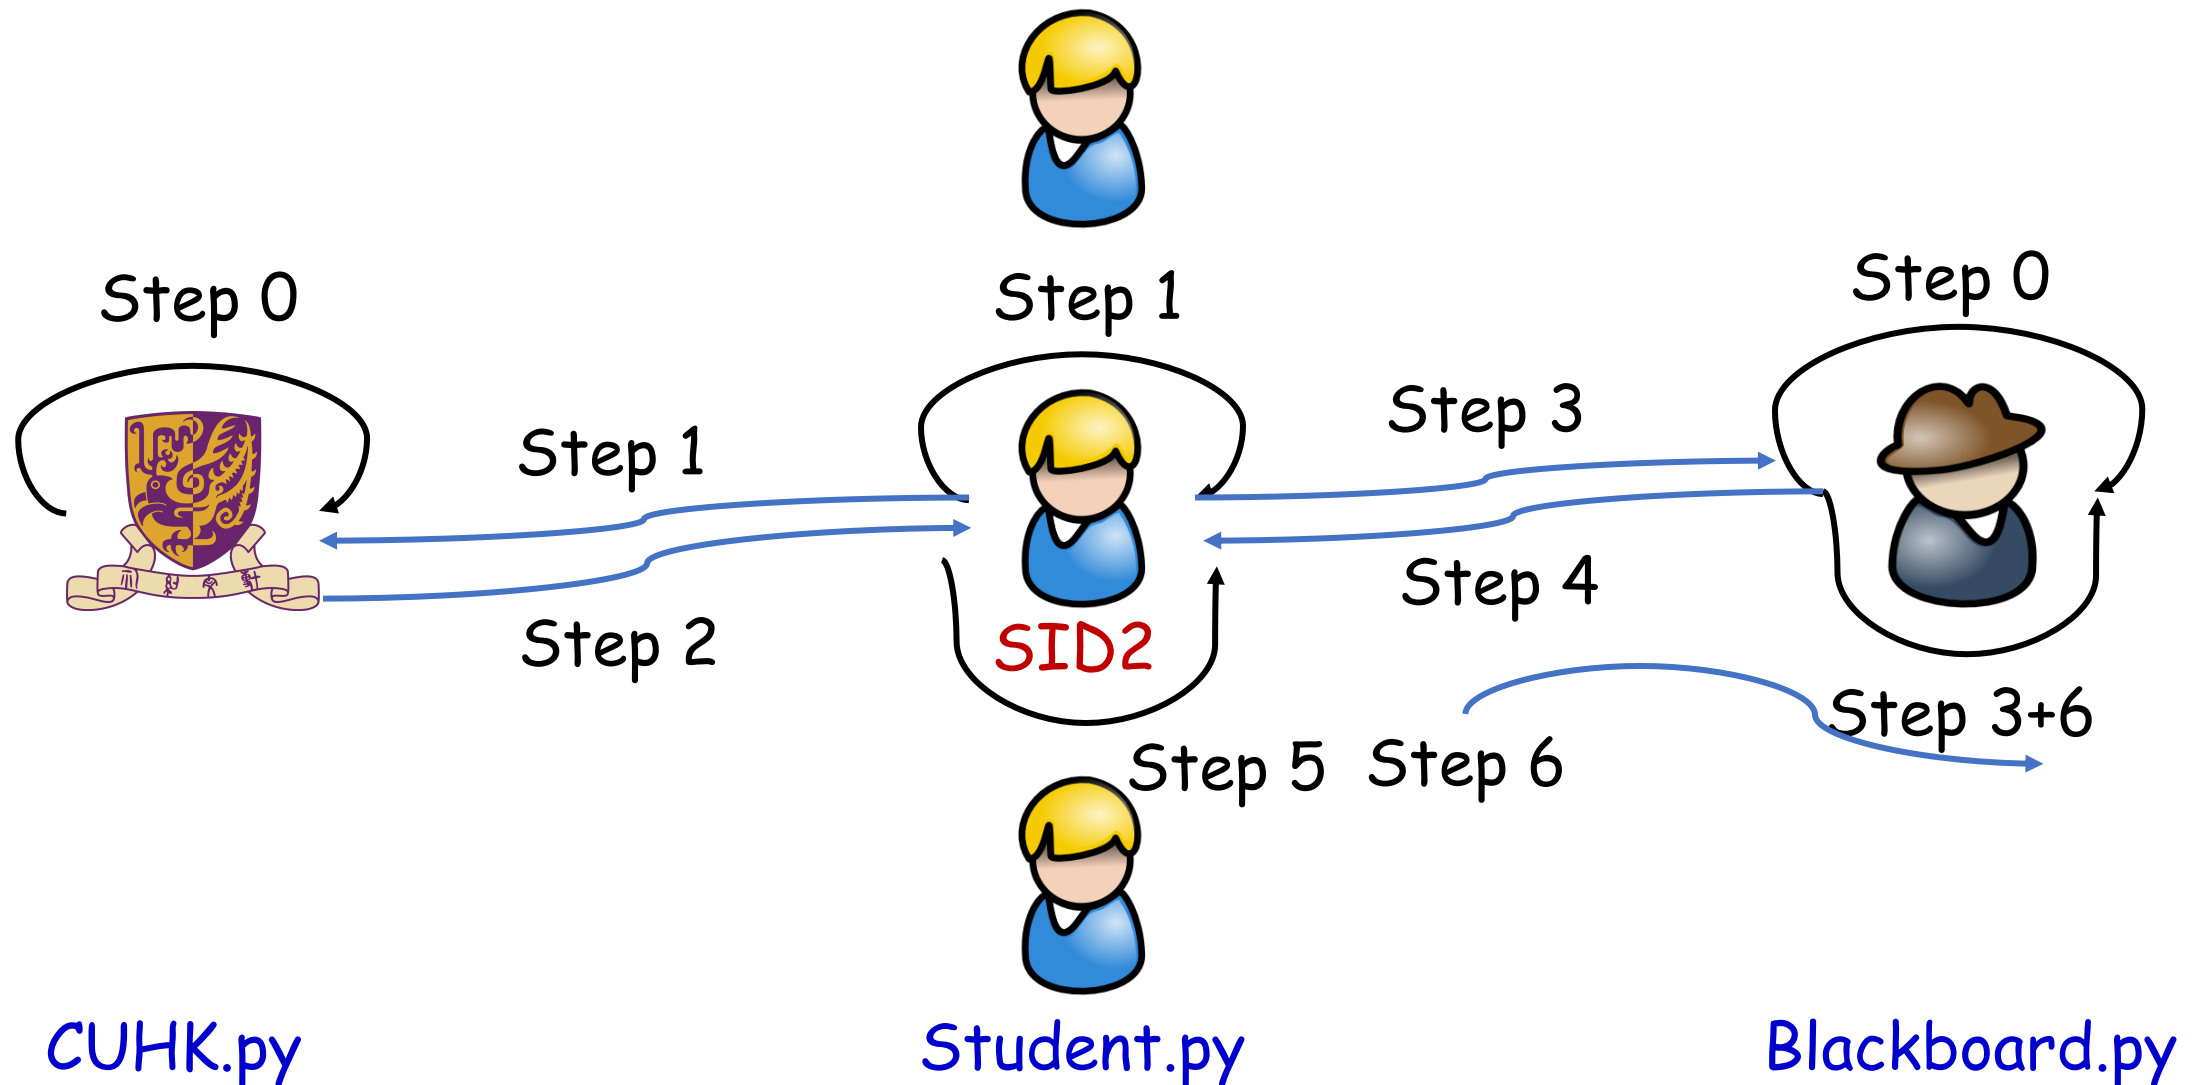 Step 0
Step 1
Step 0
Step 1
Step 3
Step 4
Step 2
SID2
Step 3+6
Step 5
Step 6
CUHK.py
Student.py
Blackboard.py